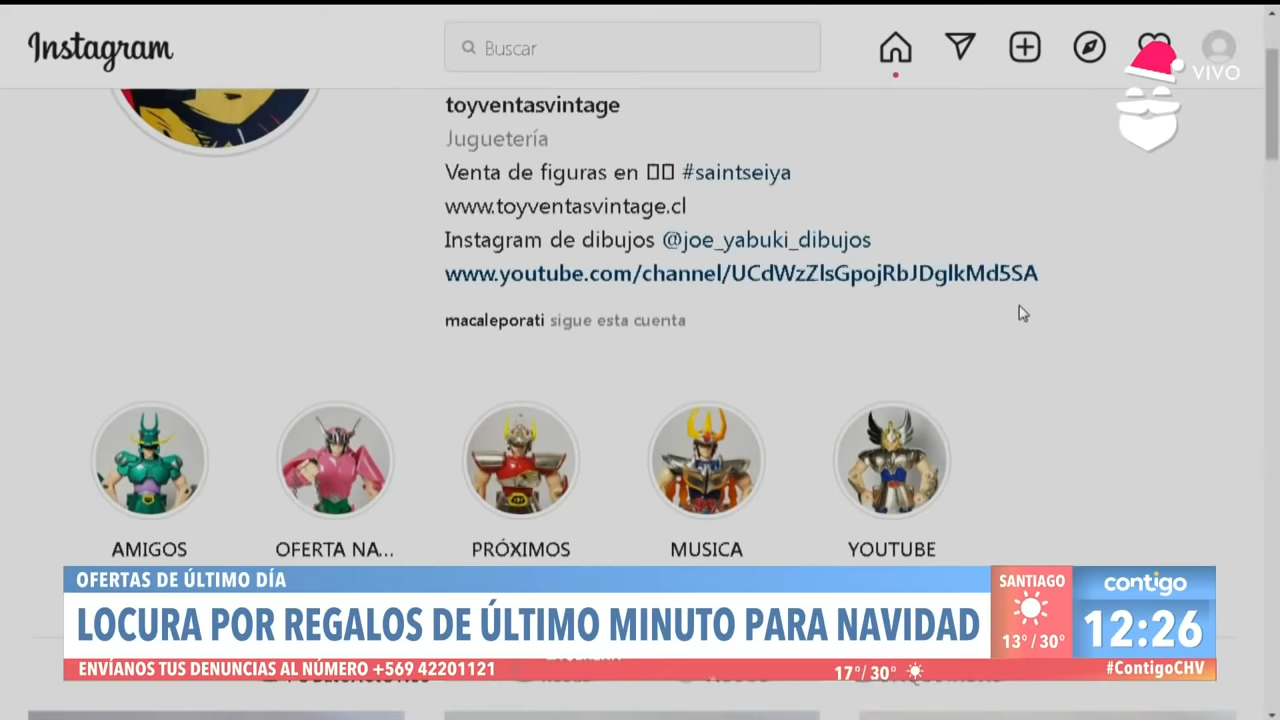 Instagram
Buscar
VIVO
toyventasvintage
Juguetería
Venta de figuras en #saintseiya
www.toyventasvintage.cl
Instagram de dibujos @joe_yabuki_dibujos
www.youtube.com/channel/UCdWzZlsGpojRbJDglkMd5SA
macaleporati sigue esta cuenta
AMIGOS
OFERTA NA...
PRÓXIMOS
MUSICA
YOUTUBE
OFERTAS DE ÚLTIMO DÍA
LOCURA POR REGALOS DE ÚLTIMO MINUTO PARA NAVIDAD
SANTIAGO
13°/30°
contigo
12:26
ENVÍANOS TUS DENUNCIAS AL NÚMERO +569 42201121
17°/30°
#ContigoCHV